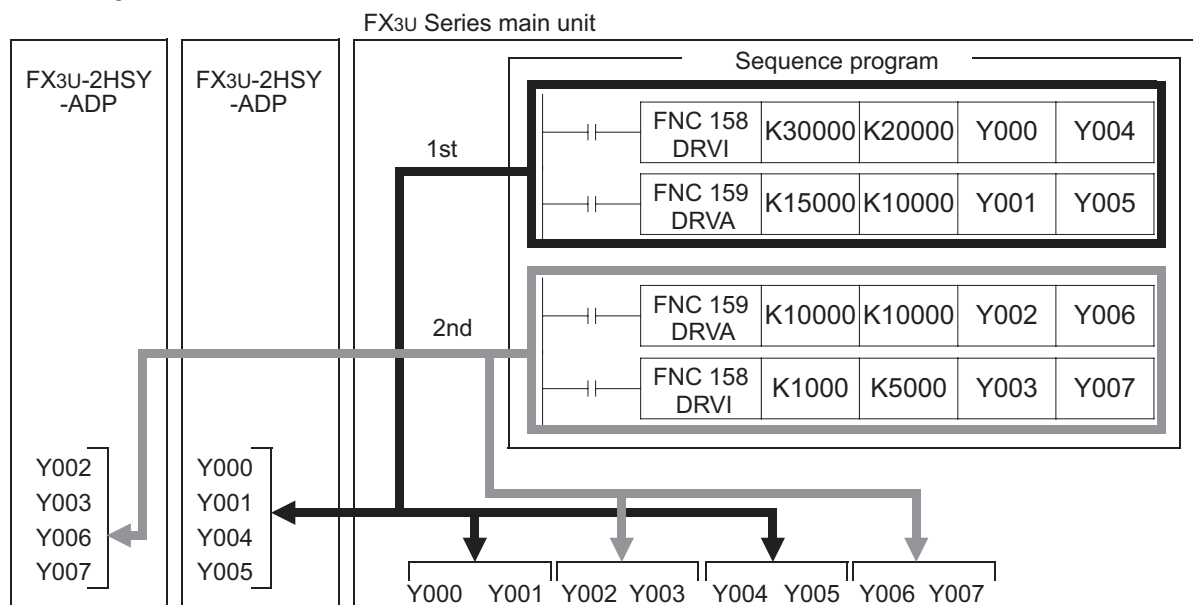 FX3U Series main unit
FX3U-2HSY
-ADP
FX3U-2HSY
-ADP
Sequence program
1st
FNC 158
DRVI
K30000 K20000 Y000 Y004
FNC 159
DRVA
K15000 K10000 Y001 Y005
2nd
FNC 159
DRVA
K10000 K10000 Y002 Y006
FNC 158
DRVI
K1000 K5000 Y003 Y007
Y002
Y003
Y006
Y007
Y000
Y001
Y004
Y005
Y000 Y001 Y002 Y003 Y004 Y005 Y006 Y007